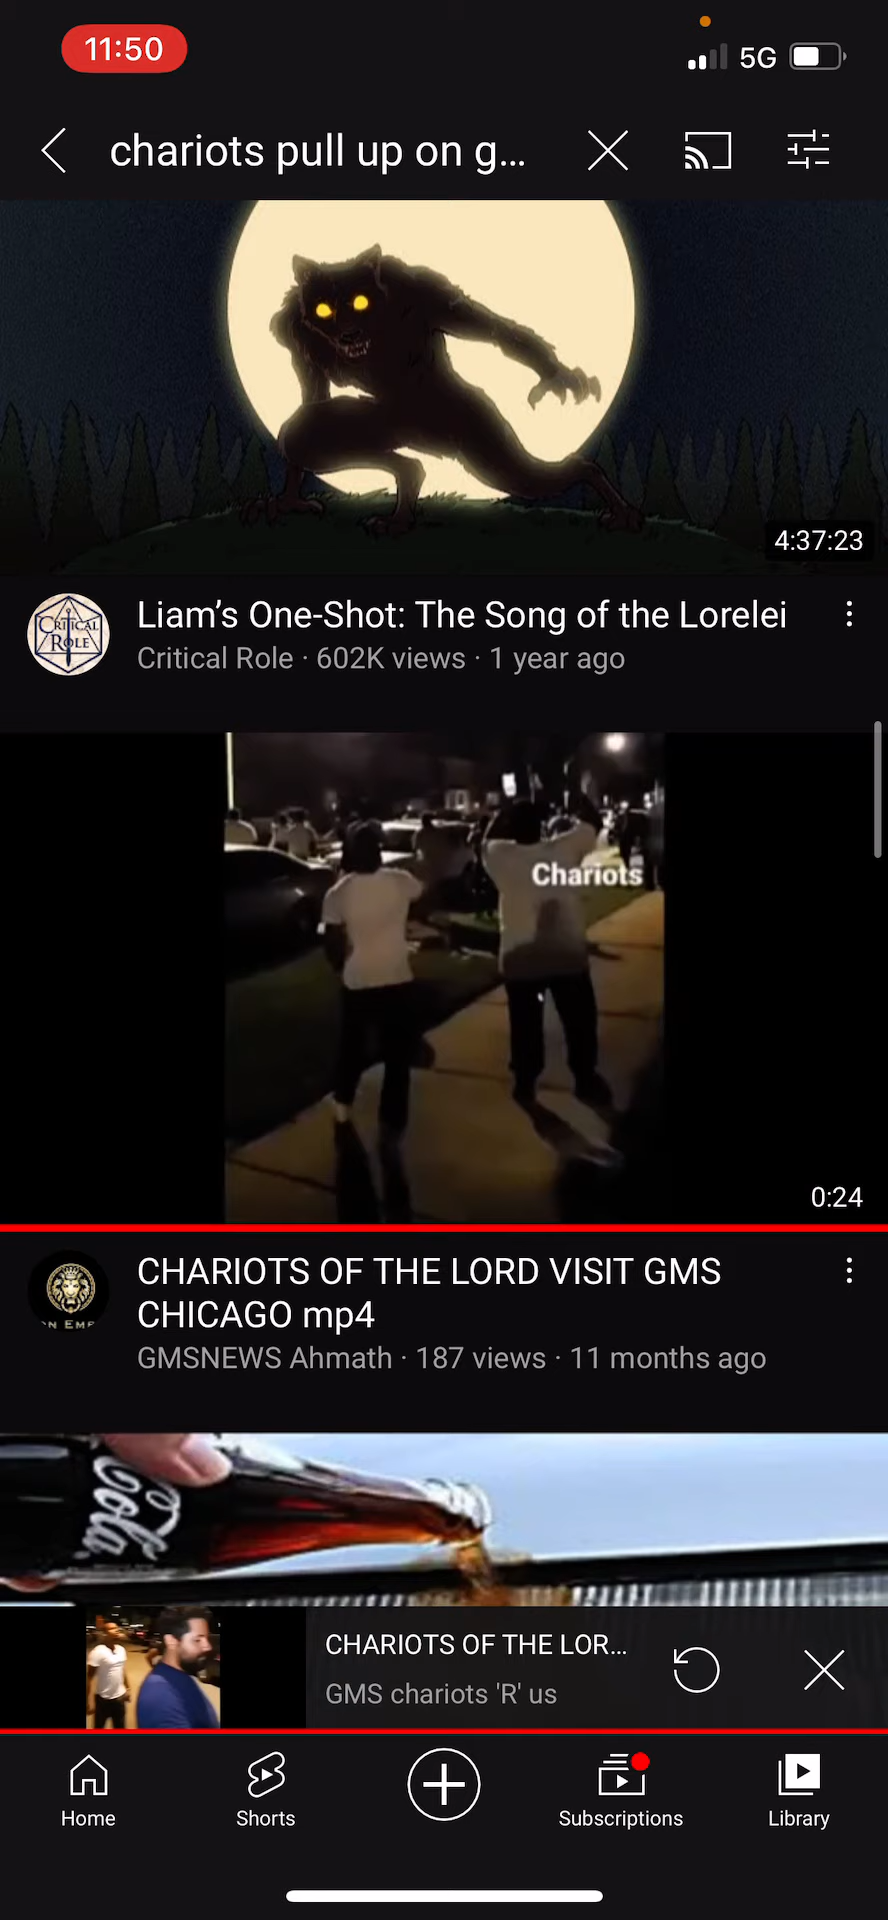 11:50
5G
chariots pull up on g...
4:37:23
CRITICAL
ROLE
Liam's One-Shot: The Song of the Lorelei
Critical Role · 602K views · 1 year ago
Chariots
0:24
CHARIOTS OF THE LORD VISIT GMS
CHICAGO mp4
GMSNEWS Ahmath · 187 views · 11 months ago
Cola
CHARIOTS OF THE LOR...
GMS chariots 'R' us
Home
Shorts
Subscriptions
Library